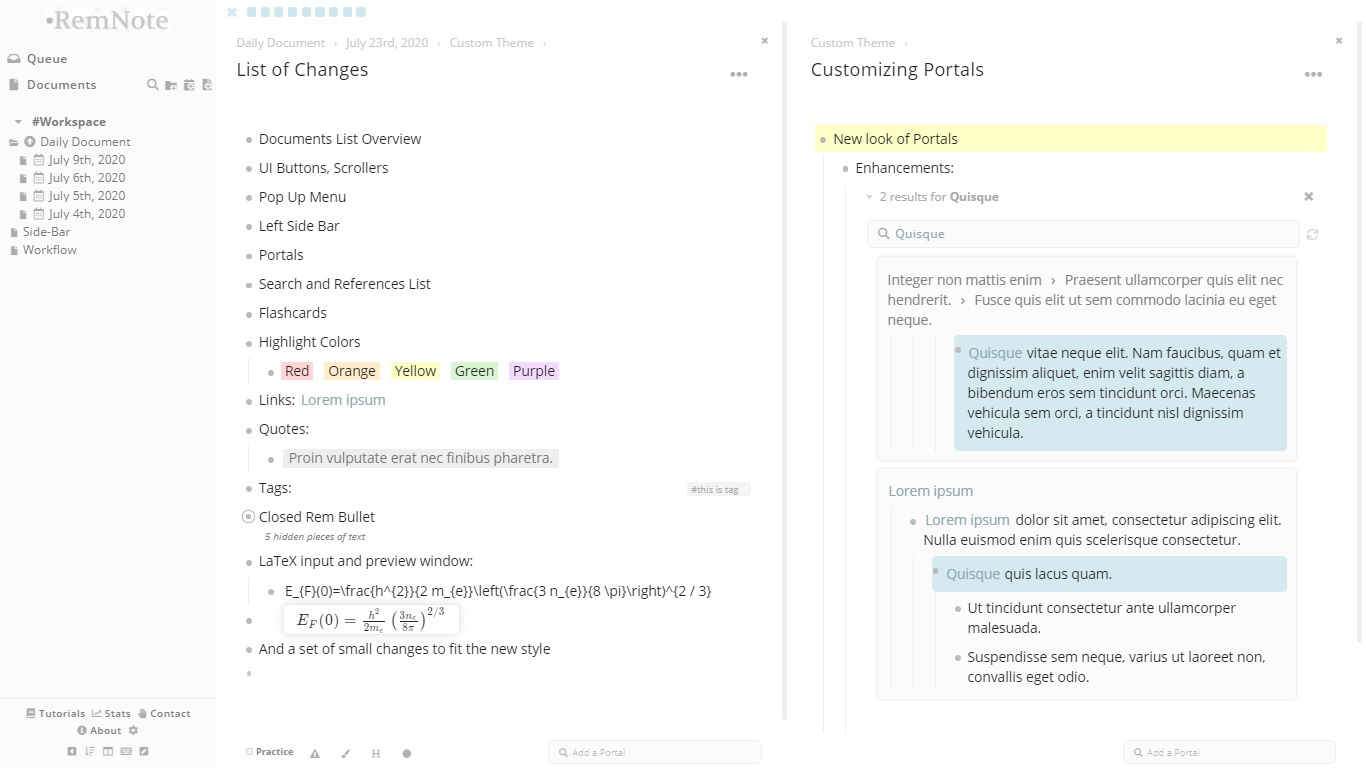 •RemNote
Queue
Documents
#Workspace
Daily Document
July 9th, 2020
July 6th, 2020
July 5th, 2020
July 4th, 2020
Side-Bar
Workflow
Tutorials Stats Contact
About
Daily Document › July 23rd, 2020 › Custom Theme ›
List of Changes
•••
Documents List Overview
UI Buttons, Scrollers
Pop Up Menu
Left Side Bar
Portals
Search and References List
Flashcards
Highlight Colors
Red Orange Yellow Green Purple
Links: Lorem ipsum
Quotes:
Proin vulputate erat nec finibus pharetra.
Tags: #this is tag
Closed Rem Bullet
5 hidden pieces of text
LaTeX input and preview window:
E_{F}(0)=\frac{h^{2}}{2 m_{e}}\left(\frac{3 n_{e}}{8 \pi}\right)^{2 / 3}
E_F(0) = h²/2mₑ (3nₑ/8π)^2/3
And a set of small changes to fit the new style
Practice H Add a Portal
Custom Theme ›
Customizing Portals
•••
New look of Portals
Enhancements:
2 results for Quisque
Quisque
Integer non mattis enim › Praesent ullamcorper quis elit nec
hendrerit. › Fusce quis elit ut sem commodo lacinia eu eget
neque.
Quisque vitae neque elit. Nam faucibus, quam et
dignissim aliquet, enim velit sagittis diam, a
bibendum eros sem tincidunt orci. Maecenas
vehicula sem orci, a tincidunt nisl dignissim
vehicula.
Lorem ipsum
Lorem ipsum dolor sit amet, consectetur adipiscing elit.
Nulla euismod enim quis scelerisque consectetur.
Quisque quis lacus quam.
Ut tincidunt consectetur ante ullamcorper
malesuada.
Suspendisse sem neque, varius ut laoreet non,
convallis eget odio.
Add a Portal